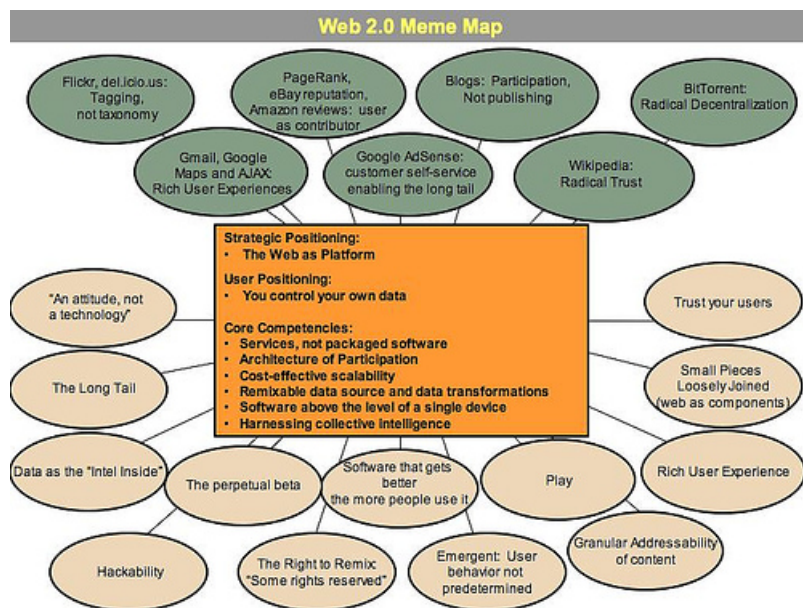 Web 2.0 Meme Map
Flickr, del.icio.us:
Tagging,
not taxonomy
PageRank,
eBay reputation,
Amazon reviews: user
as contributor
Blogs: Participation,
Not publishing
BitTorrent:
Radical Decentralization
Gmail, Google
Maps and AJAX:
Rich User Experiences
Google AdSense:
customer self-service
enabling the long tail
Wikipedia:
Radical Trust
Strategic Positioning:
• The Web as Platform
User Positioning:
• You control your own data
Core Competencies:
• Services, not packaged software
• Architecture of Participation
• Cost-effective scalability
• Remixable data source and data transformations
• Software above the level of a single device
• Harnessing collective intelligence
"An attitude, not
a technology"
Trust your users
The Long Tail
Small Pieces
Loosely Joined
(web as components)
Data as the "Intel Inside"
The perpetual beta
Software that gets
better
the more people use it
Play
Rich User Experience
Hackability
The Right to Remix:
"Some rights reserved"
Emergent: User
behavior not
predetermined
Granular Addressability
of content